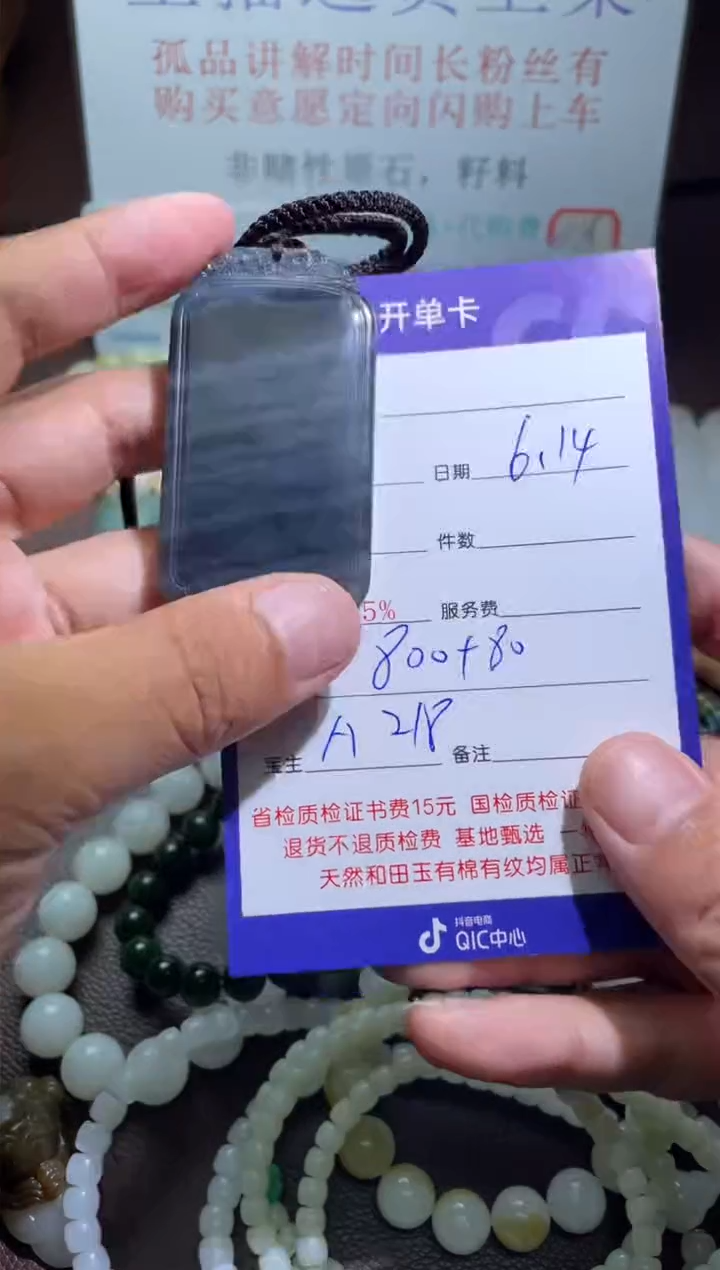 孤品讲解时间长粉丝有
购买意愿定向闪购上车
非赌性原石，籽料
开单卡
日期 6.14
件数
5% 服务费
800+80
宝主 A 218 备注
省检质检证书费15元 国检质检证
退货不退质检费 基地甄选 一
天然和田玉有棉有纹均属正常
抖音电商
QIC中心